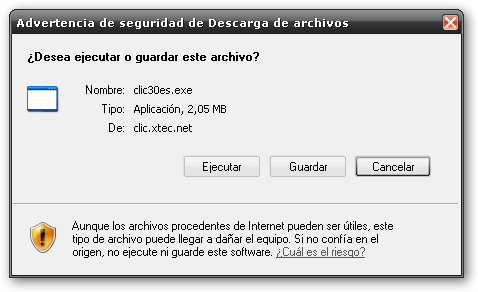 Advertencia de seguridad de Descarga de archivos
¿Desea ejecutar o guardar este archivo?
Nombre: clic30es.exe
Tipo: Aplicación, 2,05 MB
De: clic.xtec.net
Ejecutar Guardar Cancelar
Aunque los archivos procedentes de Internet pueden ser útiles, este
tipo de archivo puede llegar a dañar el equipo. Si no confía en el
origen, no ejecute ni guarde este software. ¿Cuál es el riesgo?